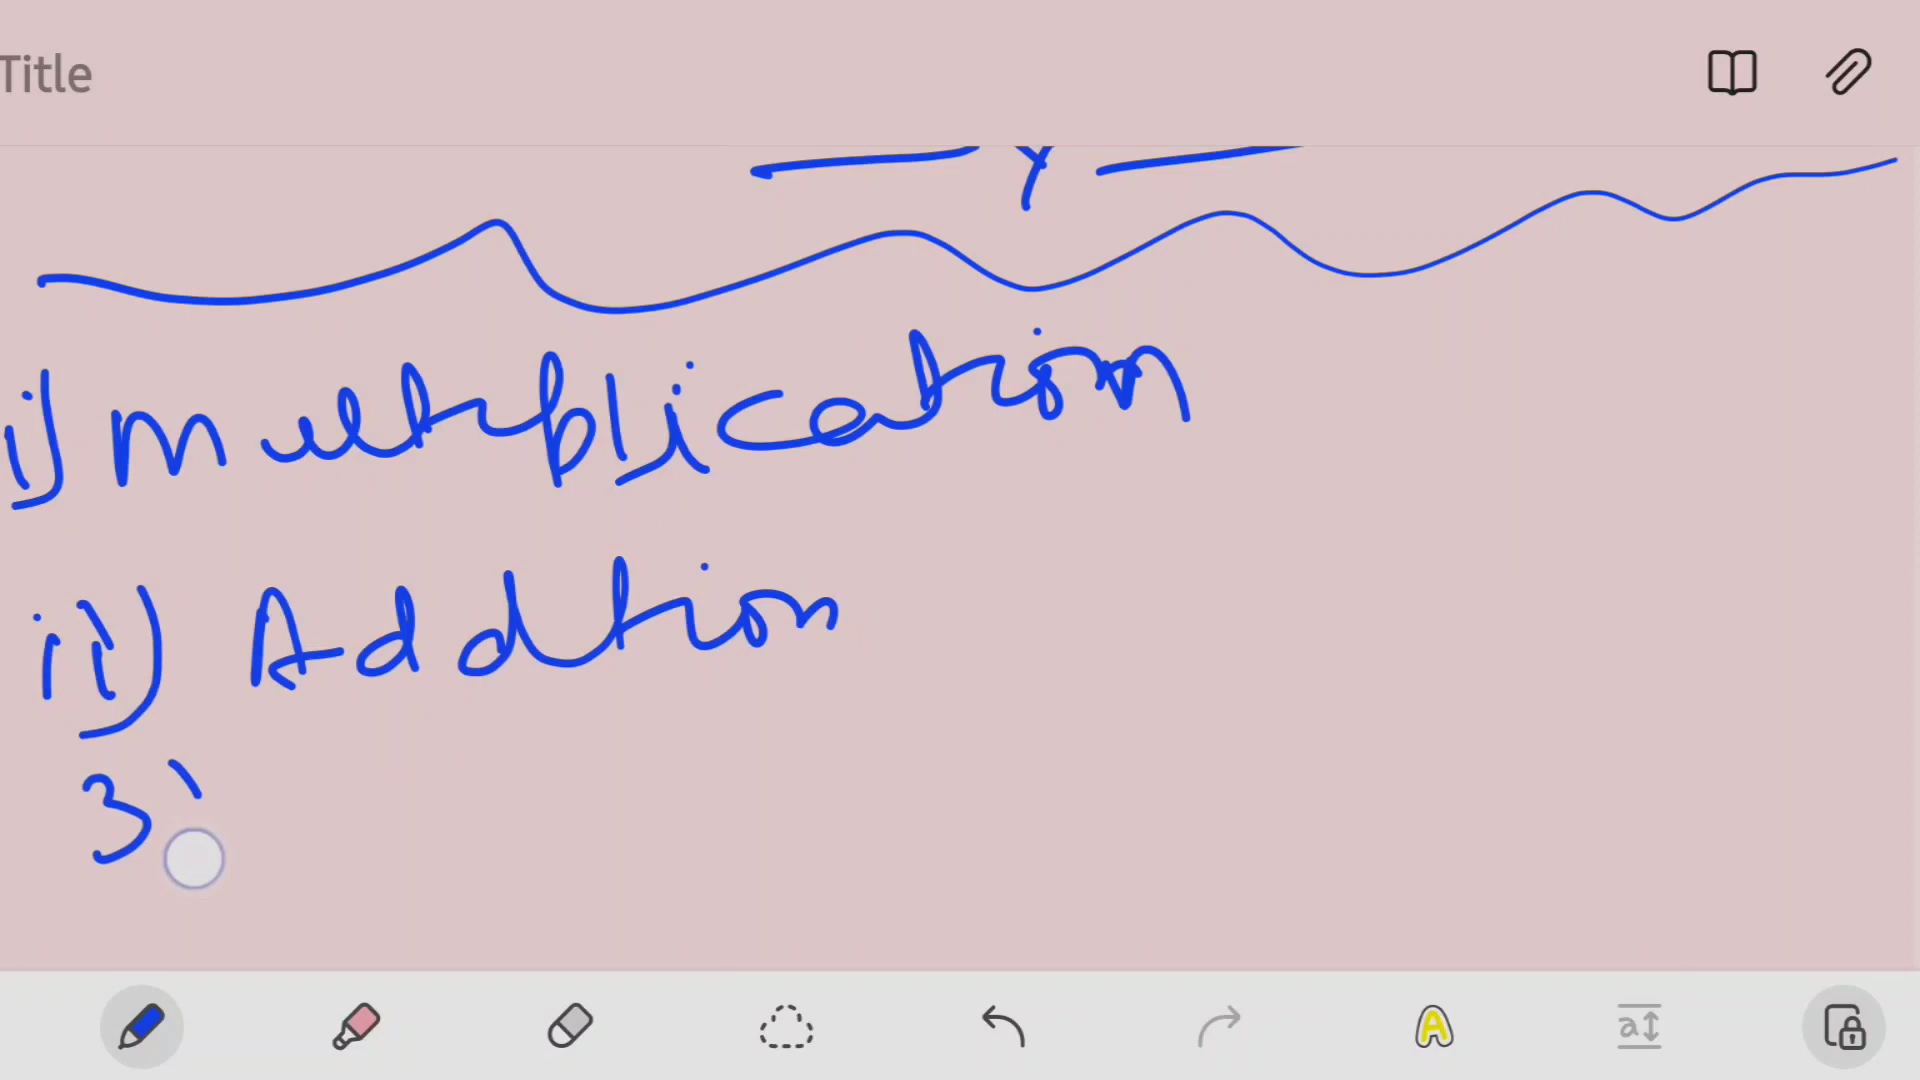 Title
Y
i) multiplication
ii) Addtion
3)